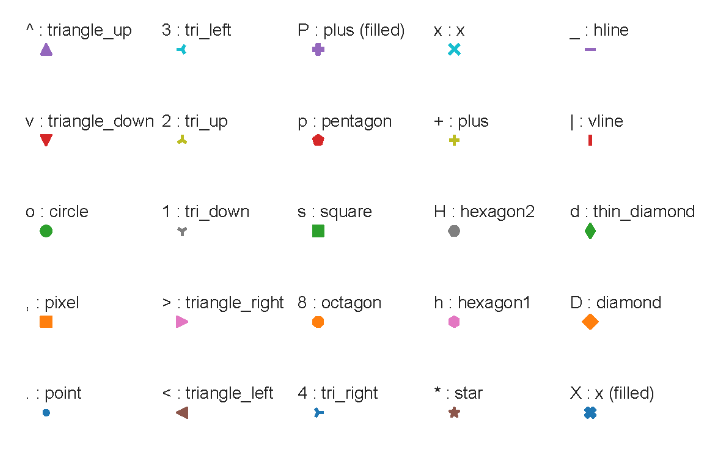 ^ : triangle_up 3 : tri_left P : plus (filled) x : x _ : hline
v : triangle_down 2 : tri_up p : pentagon + : plus | : vline
o : circle 1 : tri_down s : square H : hexagon2 d : thin_diamond
, : pixel > : triangle_right 8 : octagon h : hexagon1 D : diamond
. : point < : triangle_left 4 : tri_right * : star X : x (filled)